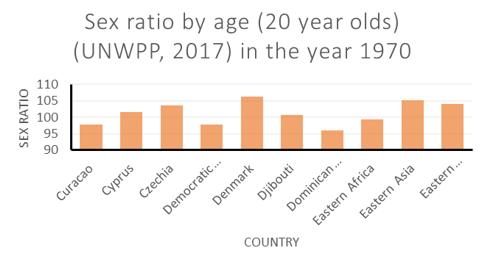 Sex ratio by age (20 year olds)
(UNWPP, 2017) in the year 1970
SEX RATIO
110
105
100
95
90
Curacao
Cyprus
Czechia
Democratic...
Denmark
Djibouti
Dominican...
Eastern Africa
Eastern Asia
Eastern...
COUNTRY